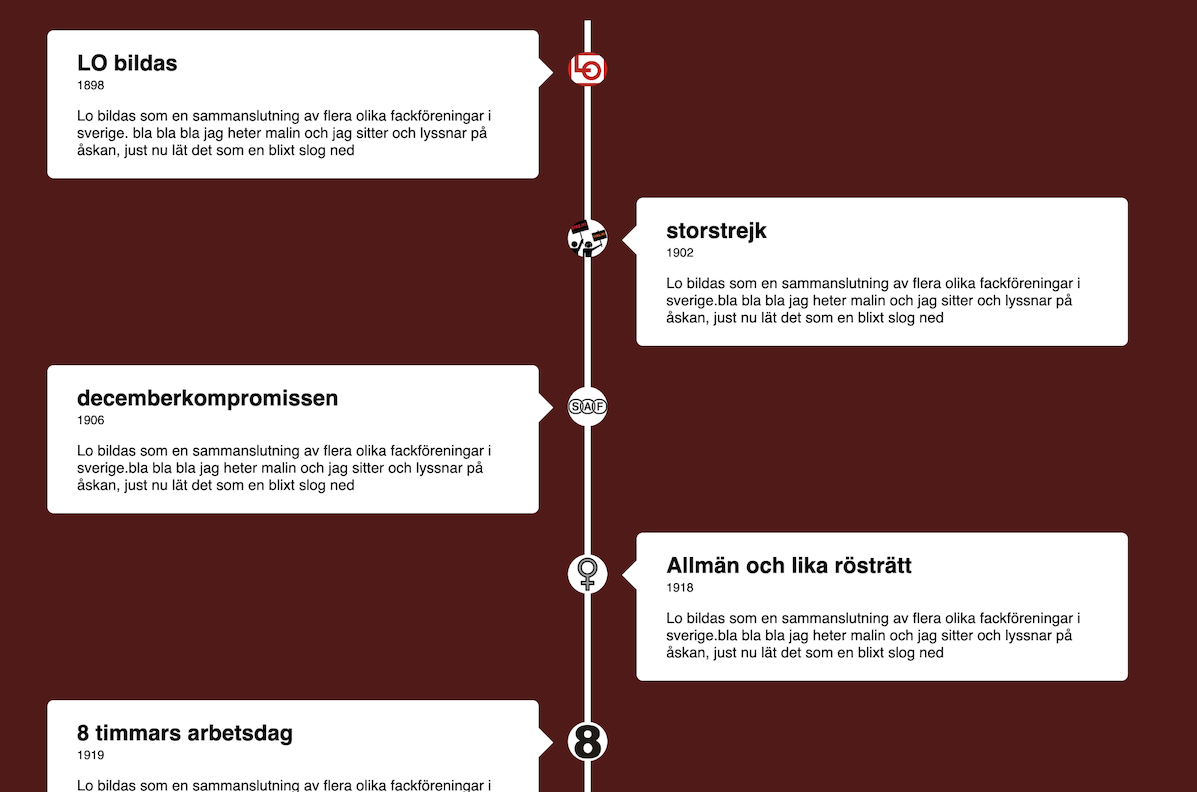 LO bildas
1898
Lo bildas som en sammanslutning av flera olika fackföreningar i
sverige. bla bla bla jag heter malin och jag sitter och lyssnar på
åskan, just nu lät det som en blixt slog ned
LO
storstrejk
1902
Lo bildas som en sammanslutning av flera olika fackföreningar i
sverige.bla bla bla jag heter malin och jag sitter och lyssnar på
åskan, just nu lät det som en blixt slog ned
decemberkompromissen
1906
Lo bildas som en sammanslutning av flera olika fackföreningar i
sverige.bla bla bla jag heter malin och jag sitter och lyssnar på
åskan, just nu lät det som en blixt slog ned
SAF
Allmän och lika rösträtt
1918
Lo bildas som en sammanslutning av flera olika fackföreningar i
sverige.bla bla bla jag heter malin och jag sitter och lyssnar på
åskan, just nu lät det som en blixt slog ned
8 timmars arbetsdag
1919
Lo bildas som en sammanslutning av flera olika fackföreningar i
8